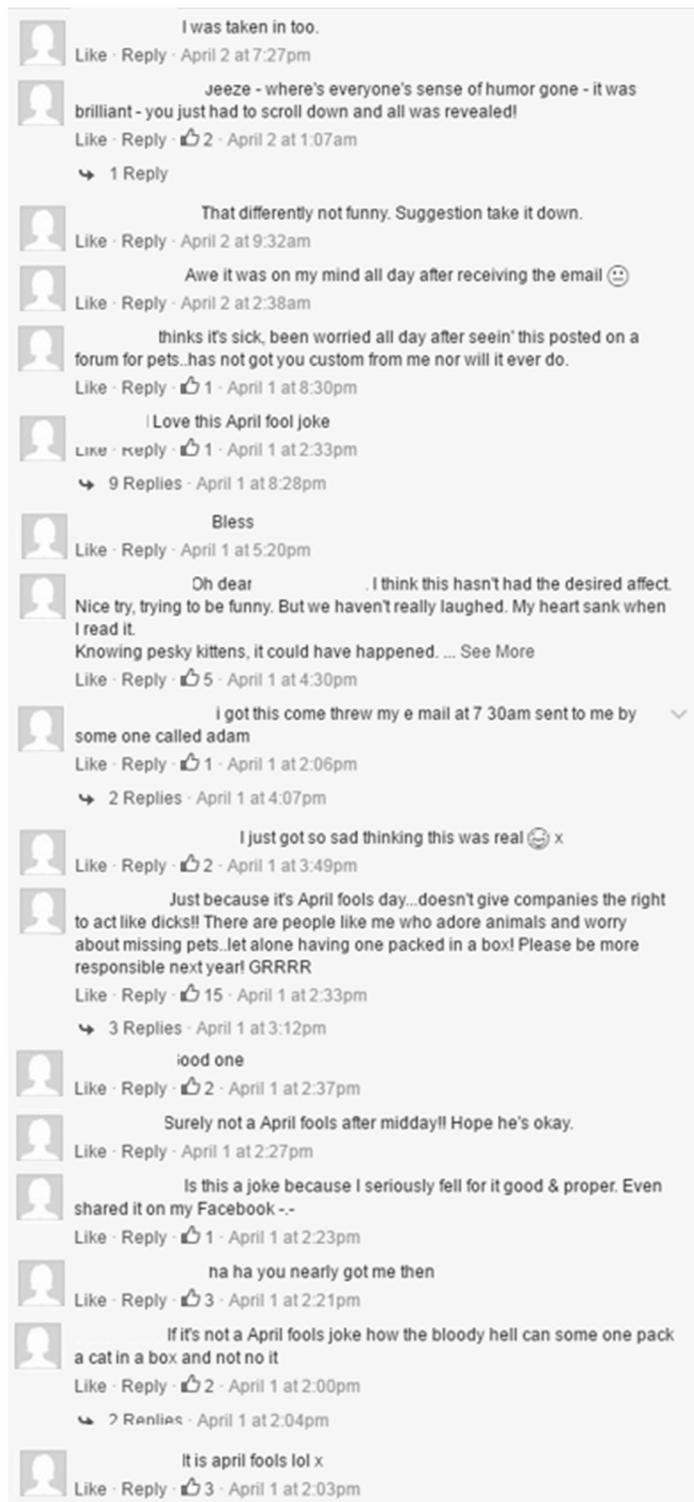 I was taken in too.
Like · Reply · April 2 at 7:27pm
Jeeze - where's everyone's sense of humor gone - it was
brilliant - you just had to scroll down and all was revealed!
Like · Reply · 2 · April 2 at 1:07am
1 Reply
That differently not funny. Suggestion take it down.
Like · Reply · April 2 at 9:32am
Awe it was on my mind all day after receiving the email 😐
Like · Reply · April 2 at 2:38am
thinks it's sick, been worried all day after seein' this posted on a
forum for pets..has not got you custom from me nor will it ever do.
Like · Reply · 1 · April 1 at 8:30pm
I Love this April fool joke
Like · Reply · 1 · April 1 at 2:33pm
9 Replies · April 1 at 8:28pm
Bless
Like · Reply · April 1 at 5:20pm
Oh dear . I think this hasn't had the desired affect.
Nice try, trying to be funny. But we haven't really laughed. My heart sank when
I read it.
Knowing pesky kittens, it could have happened. ... See More
Like · Reply · 5 · April 1 at 4:30pm
i got this come threw my e mail at 7 30am sent to me by
some one called adam
Like · Reply · 1 · April 1 at 2:06pm
2 Replies · April 1 at 4:07pm
I just got so sad thinking this was real x
Like · Reply · 2 · April 1 at 3:49pm
Just because it's April fools day...doesn't give companies the right
to act like dicks!! There are people like me who adore animals and worry
about missing pets..let alone having one packed in a box! Please be more
responsible next year! GRRRR
Like · Reply · 15 · April 1 at 2:33pm
3 Replies · April 1 at 3:12pm
Good one
Like · Reply · 2 · April 1 at 2:37pm
Surely not a April fools after midday!! Hope he's okay.
Like · Reply · April 1 at 2:27pm
Is this a joke because I seriously fell for it good & proper. Even
shared it on my Facebook -.-
Like · Reply · 1 · April 1 at 2:23pm
ha ha you nearly got me then
Like · Reply · 3 · April 1 at 2:21pm
If it's not a April fools joke how the bloody hell can some one pack
a cat in a box and not no it
Like · Reply · 2 · April 1 at 2:00pm
2 Replies · April 1 at 2:04pm
It is april fools lol x
Like · Reply · 3 · April 1 at 2:03pm